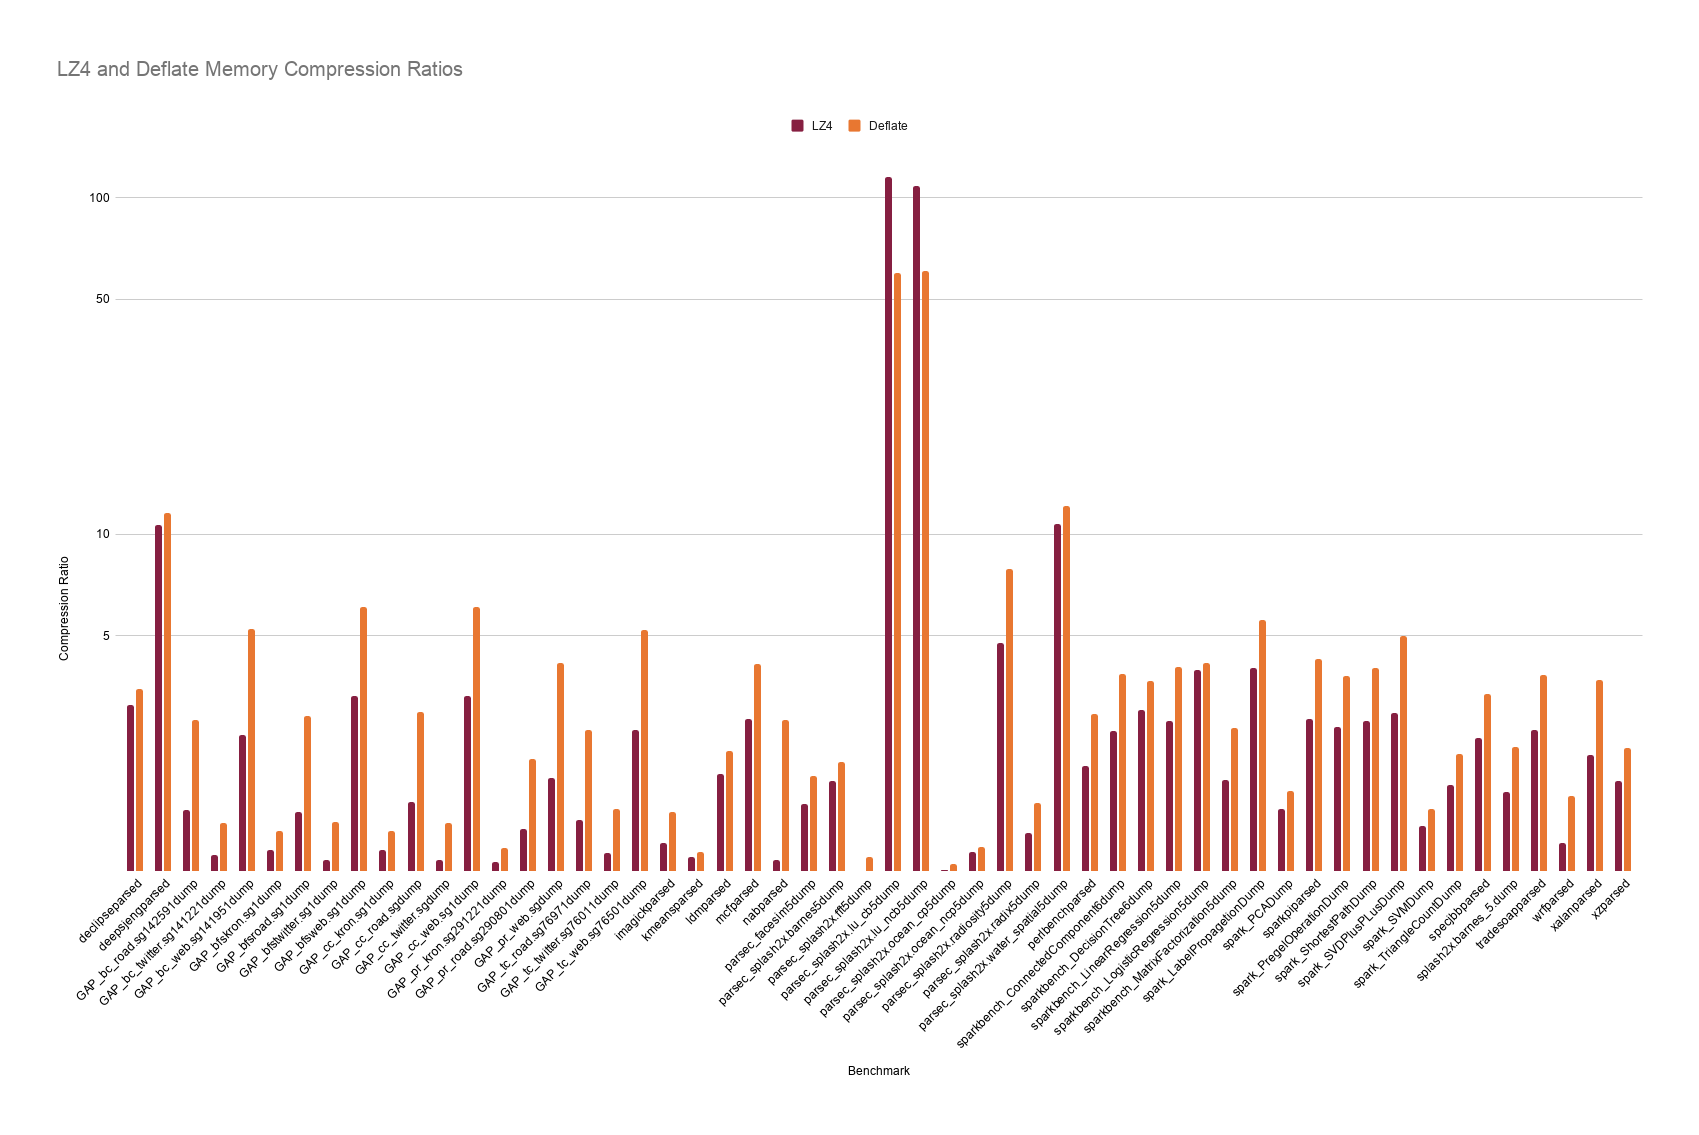 LZ4 and Deflate Memory Compression Ratios
LZ4
Deflate
100
50
10
5
Compression Ratio
declipseparsed
deepsjengparsed
GAP_bc_road.sg142591dump
GAP_bc_twitter.sg141221dump
GAP_bc_web.sg141951dump
GAP_bfskron.sg1dump
GAP_bfsroad.sg1dump
GAP_bfstwitter.sg1dump
GAP_bfsweb.sg1dump
GAP_cc_kron.sg1dump
GAP_cc_road.sgdump
GAP_cc_twitter.sgdump
GAP_cc_web.sg1dump
GAP_pr_kron.sg291221dump
GAP_pr_road.sg290801dump
GAP_pr_web.sgdump
GAP_tc_road.sg76971dump
GAP_tc_twitter.sg76011dump
GAP_tc_web.sg76501dump
imagickparsed
kmeansparsed
ldmparsed
mcfparsed
nabparsed
parsec_facesim5dump
parsec_splash2x.barnes5dump
parsec_splash2x.fft5dump
parsec_splash2x.lu_cb5dump
parsec_splash2x.lu_ncb5dump
parsec_splash2x.ocean_cp5dump
parsec_splash2x.ocean_ncp5dump
parsec_splash2x.radiosity5dump
parsec_splash2x.radix5dump
parsec_splash2x.water_spatial5dump
perlbenchparsed
sparkbench_ConnectedComponent6dump
sparkbench_DecisionTree6dump
sparkbench_LinearRegression5dump
sparkbench_LogisticRegression5dump
sparkbench_MatrixFactorization5dump
spark_LabelPropagetionDump
spark_PCADump
sparkplparsed
spark_PregelOperationDump
spark_ShortestPathDump
spark_SVDPlusPLusDump
spark_SVMDump
spark_TriangleCountDump
specjbbparsed
splash2x.barnes_5.dump
tradesoapparsed
wrfparsed
xalanparsed
xzparsed
Benchmark